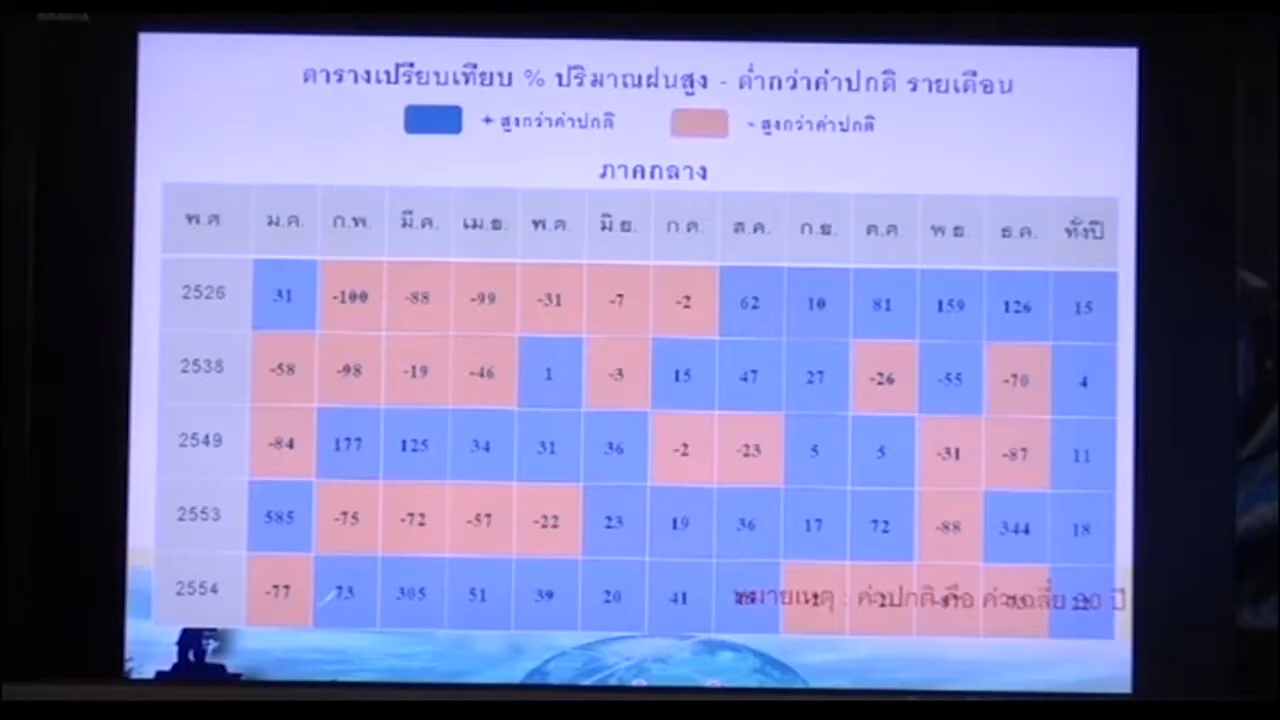 ตารางเปรียบเทียบ % ปริมาณฝนสูง - ต่ำกว่าค่าปกติ รายเดือน
+ สูงกว่าค่าปกติ - สูงกว่าค่าปกติ
ภาคกลาง
พ.ศ ม.ค. ก.พ. มี.ค. เม.ย. พ.ค. มิ.ย. ก.ค. ส.ค. ก.ย. ต.ค. พ.ย. ธ.ค. ทั้งปี
2526 31 -100 -88 -99 -31 -7 -2 62 10 81 159 126 15
2538 -58 -98 -19 -46 1 -3 15 47 27 -26 -55 -70 4
2549 -84 177 125 34 31 36 -2 -23 5 5 -31 -87 11
2553 585 -75 -72 -57 -22 23 19 36 17 72 -88 344 18
2554 -77 73 305 51 39 20 41
หมายเหตุ : ค่าปกติ คือ ค่าเฉลี่ย 30 ปี